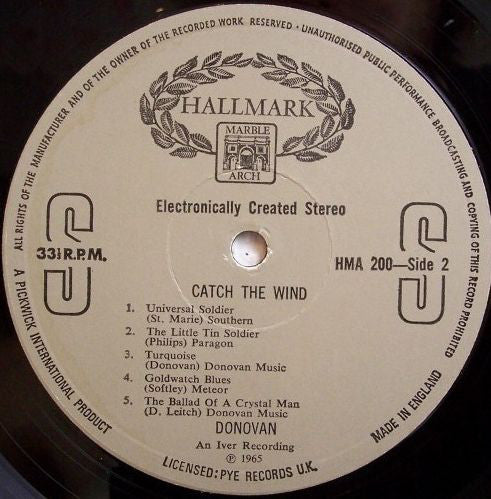 ALL RIGHTS OF THE MANUFACTURER AND OF THE OWNER OF THE RECORDED WORK RESERVED · UNAUTHORISED PUBLIC PERFORMANCE BROADCASTING AND COPYING OF THIS RECORD PROHIBITED
HALLMARK
MARBLE
ARCH
Electronically Created Stereo
S
S
33⅓ R.P.M.
HMA 200—Side 2
CATCH THE WIND
1. Universal Soldier
(St. Marie) Southern
2. The Little Tin Soldier
(Philips) Paragon
3. Turquoise
(Donovan) Donovan Music
4. Goldwatch Blues
(Softley) Meteor
5. The Ballad Of A Crystal Man
(D. Leitch) Donovan Music
DONOVAN
An Iver Recording
℗ 1965
LICENSED: PYE RECORDS U.K.
A PICKWICK INTERNATIONAL PRODUCT
MADE IN ENGLAND